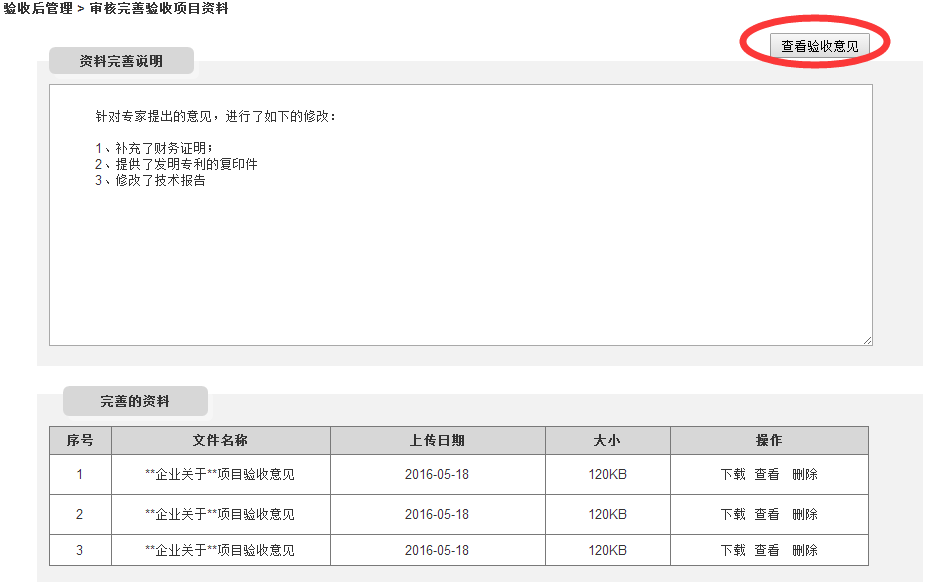 验收后管理 > 审核完善验收项目资料
查看验收意见
资料完善说明
针对专家提出的意见，进行了如下的修改：
1、补充了财务证明；
2、提供了发明专利的复印件
3、修改了技术报告
完善的资料
序号 文件名称 上传日期 大小 操作
1 **企业关于**项目验收意见 2016-05-18 120KB 下载 查看 删除
2 **企业关于**项目验收意见 2016-05-18 120KB 下载 查看 删除
3 **企业关于**项目验收意见 2016-05-18 120KB 下载 查看 删除